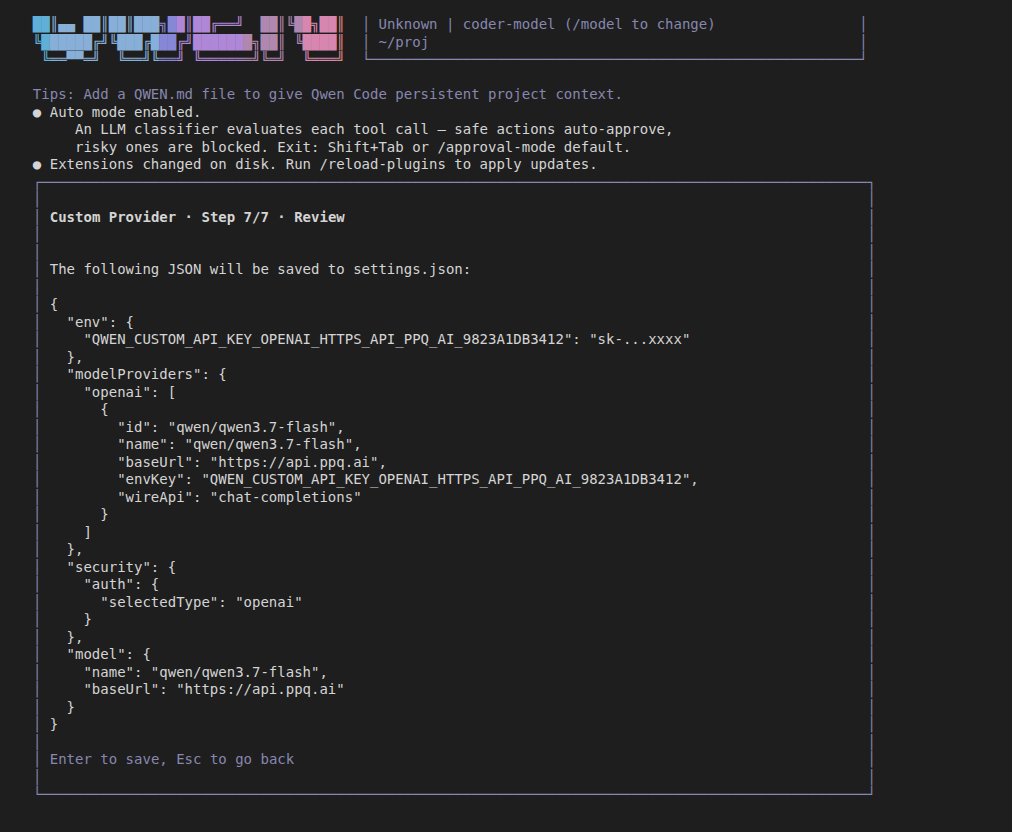 Unknown | coder-model (/model to change)
~/proj
Tips: Add a QWEN.md file to give Qwen Code persistent project context.
● Auto mode enabled.
An LLM classifier evaluates each tool call — safe actions auto-approve,
risky ones are blocked. Exit: Shift+Tab or /approval-mode default.
● Extensions changed on disk. Run /reload-plugins to apply updates.
Custom Provider · Step 7/7 · Review
The following JSON will be saved to settings.json:
{
  "env": {
    "QWEN_CUSTOM_API_KEY_OPENAI_HTTPS_API_PPQ_AI_9823A1DB3412": "sk-...xxxx"
  },
  "modelProviders": {
    "openai": [
      {
        "id": "qwen/qwen3.7-flash",
        "name": "qwen/qwen3.7-flash",
        "baseUrl": "https://api.ppq.ai",
        "envKey": "QWEN_CUSTOM_API_KEY_OPENAI_HTTPS_API_PPQ_AI_9823A1DB3412",
        "wireApi": "chat-completions"
      }
    ]
  },
  "security": {
    "auth": {
      "selectedType": "openai"
    }
  },
  "model": {
    "name": "qwen/qwen3.7-flash",
    "baseUrl": "https://api.ppq.ai"
  }
}
Enter to save, Esc to go back